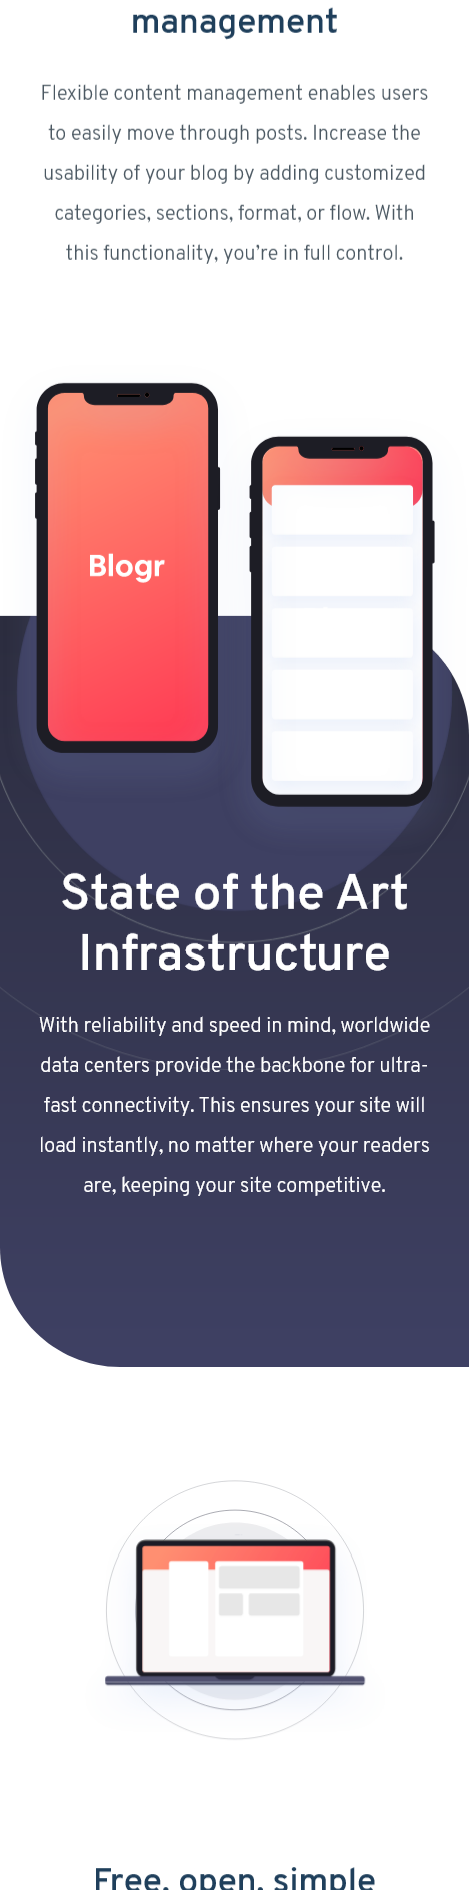 management
Flexible content management enables users
to easily move through posts. Increase the
usability of your blog by adding customized
categories, sections, format, or flow. With
this functionality, you’re in full control.
Blogr
State of the Art
Infrastructure
With reliability and speed in mind, worldwide
data centers provide the backbone for ultra-
fast connectivity. This ensures your site will
load instantly, no matter where your readers
are, keeping your site competitive.
Free, open, simple